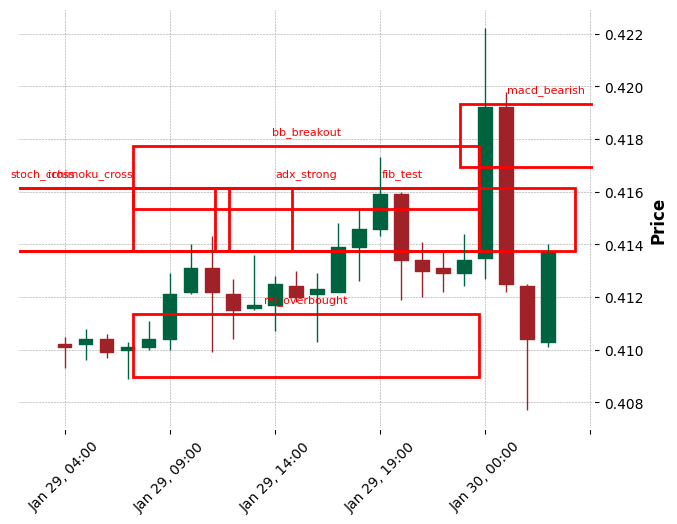 0.422
0.420
macd_bearish
0.418
bb_breakout
stoch_cross
ichimoku_cross
adx_strong
fib_test
0.416
0.414
0.412
rsi_overbought
0.410
0.408
Price
Jan 29, 04:00
Jan 29, 09:00
Jan 29, 14:00
Jan 29, 19:00
Jan 30, 00:00